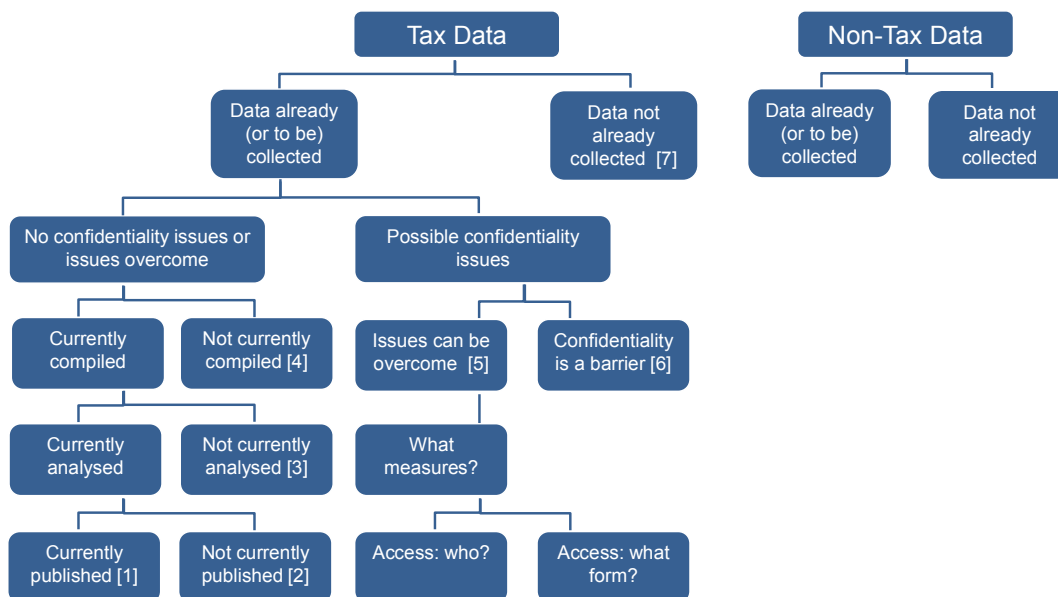 Tax Data
Non-Tax Data
Data already
(or to be)
collected
Data not
already
collected [7]
Data already
(or to be)
collected
Data not
already
collected
No confidentiality issues or
issues overcome
Possible confidentiality
issues
Currently
compiled
Not currently
compiled [4]
Issues can be
overcome [5]
Confidentiality
is a barrier [6]
Currently
analysed
Not currently
analysed [3]
What
measures?
Currently
published [1]
Not currently
published [2]
Access: who?
Access: what
form?